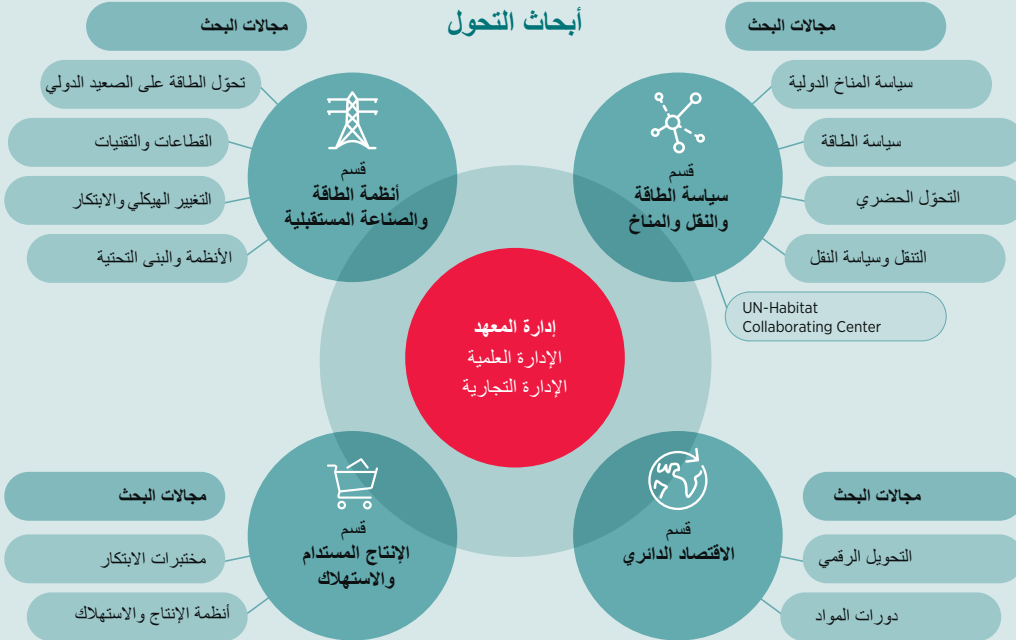 أبحاث التحول
مجالات البحث
سياسة المناخ الدولية
سياسة الطاقة
التحوّل الحضري
التنقل وسياسة النقل
UN-Habitat
Collaborating Center
قسم
سياسة الطاقة
والنقل والمناخ
قسم
أنظمة الطاقة
والصناعة المستقبلية
مجالات البحث
تحوّل الطاقة على الصعيد الدولي
القطاعات والتقنيات
التغيير الهيكلي والابتكار
الأنظمة والبنى التحتية
إدارة المعهد
الإدارة العلمية
الإدارة التجارية
مجالات البحث
التحويل الرقمي
دورات المواد
قسم
الاقتصاد الدائري
قسم
الإنتاج المستدام
والاستهلاك
مجالات البحث
مختبرات الابتكار
أنظمة الإنتاج والاستهلاك